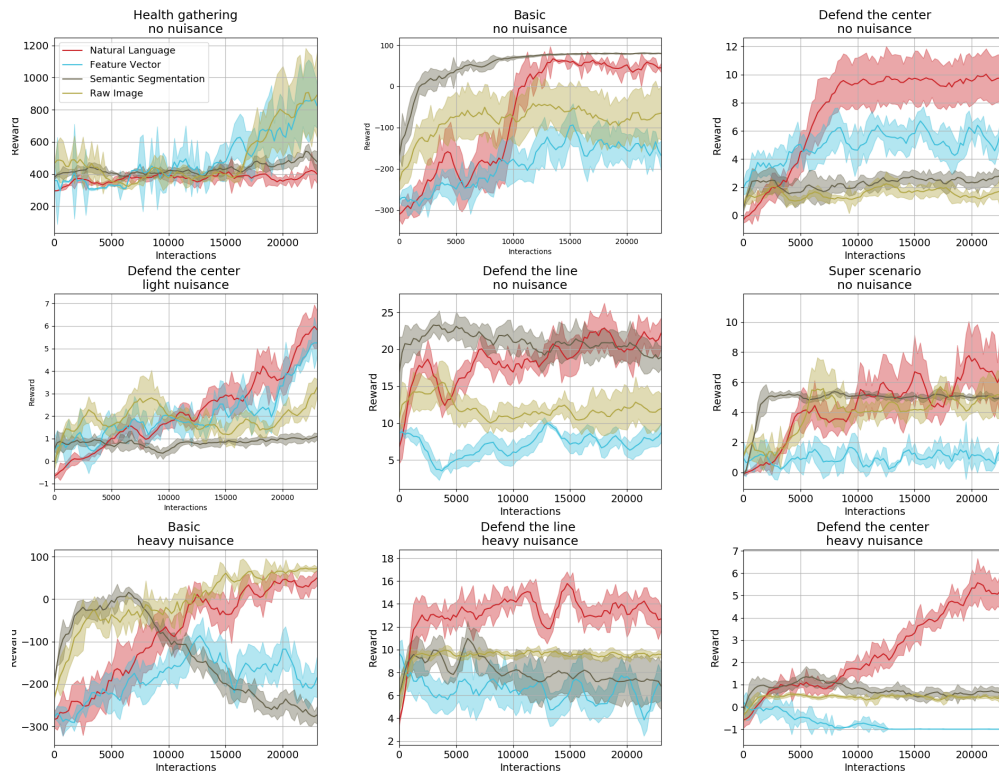 Health gathering
no nuisance
1200
1000
800
600
400
200
Reward
Natural Language
Feature Vector
Semantic Segmentation
Raw Image
0 5000 10000 15000 20000
Interactions
Basic
no nuisance
100
0
−100
−200
−300
Reward
0 5000 10000 15000 20000
Interactions
Defend the center
no nuisance
12
10
8
6
4
2
0
Reward
0 5000 10000 15000 20000
Interactions
Defend the center
light nuisance
7
6
5
4
3
2
1
0
−1
Reward
0 5000 10000 15000 20000
Interactions
Defend the line
no nuisance
25
20
15
10
5
Reward
0 5000 10000 15000 20000
Interactions
Super scenario
no nuisance
10
8
6
4
2
0
Reward
0 5000 10000 15000 20000
Interactions
Basic
heavy nuisance
100
0
−100
−200
−300
Reward
0 5000 10000 15000 20000
Interactions
Defend the line
heavy nuisance
18
16
14
12
10
8
6
4
2
Reward
0 5000 10000 15000 20000
Interactions
Defend the center
heavy nuisance
7
6
5
4
3
2
1
0
−1
Reward
0 5000 10000 15000 20000
Interactions